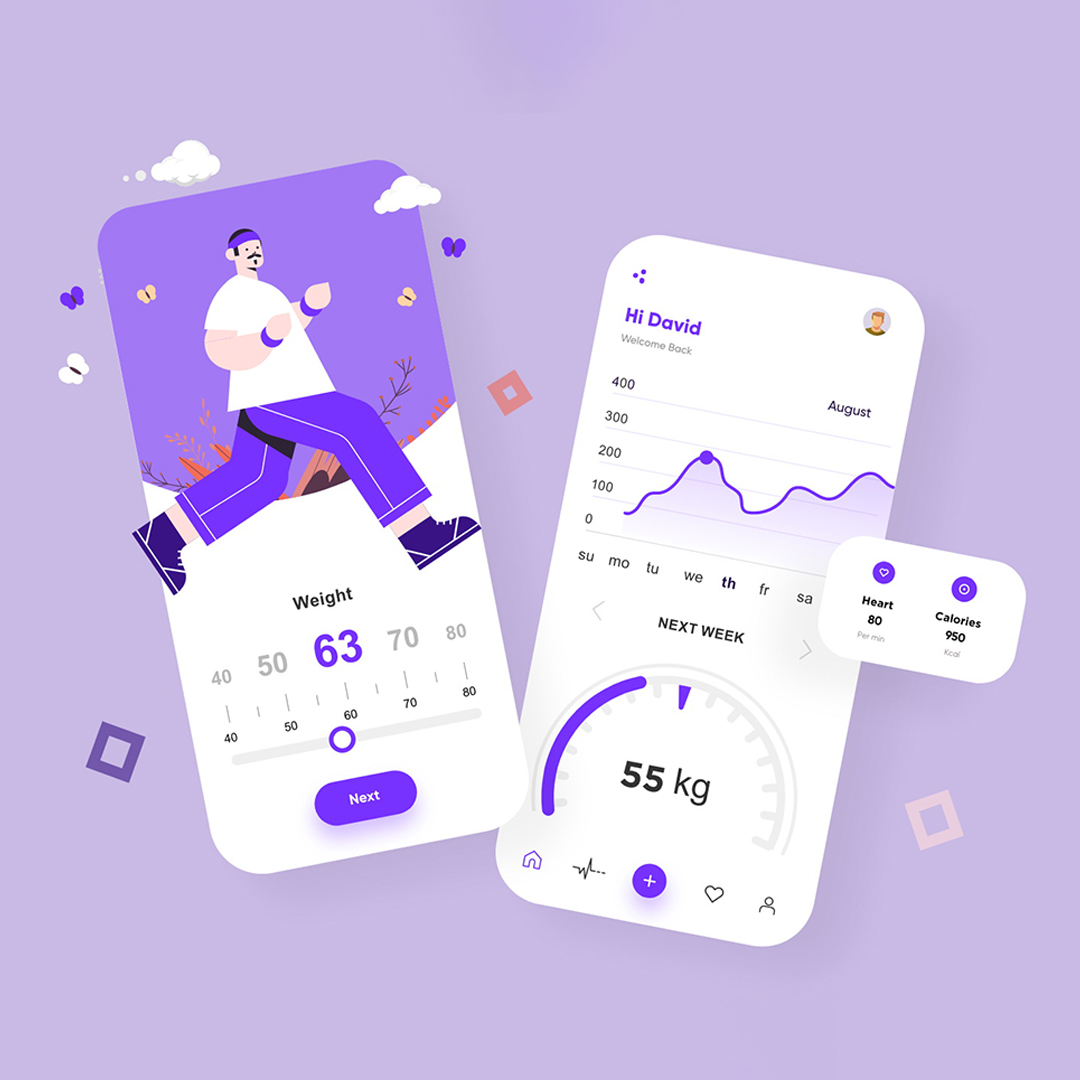 Weight
40 50 63 70 80
40 50 60 70 80
Next
Hi David
Welcome Back
August
400
300
200
100
0
su mo tu we th fr sa
NEXT WEEK
55 kg
Heart
80
Per min
Calories
950
Kcal